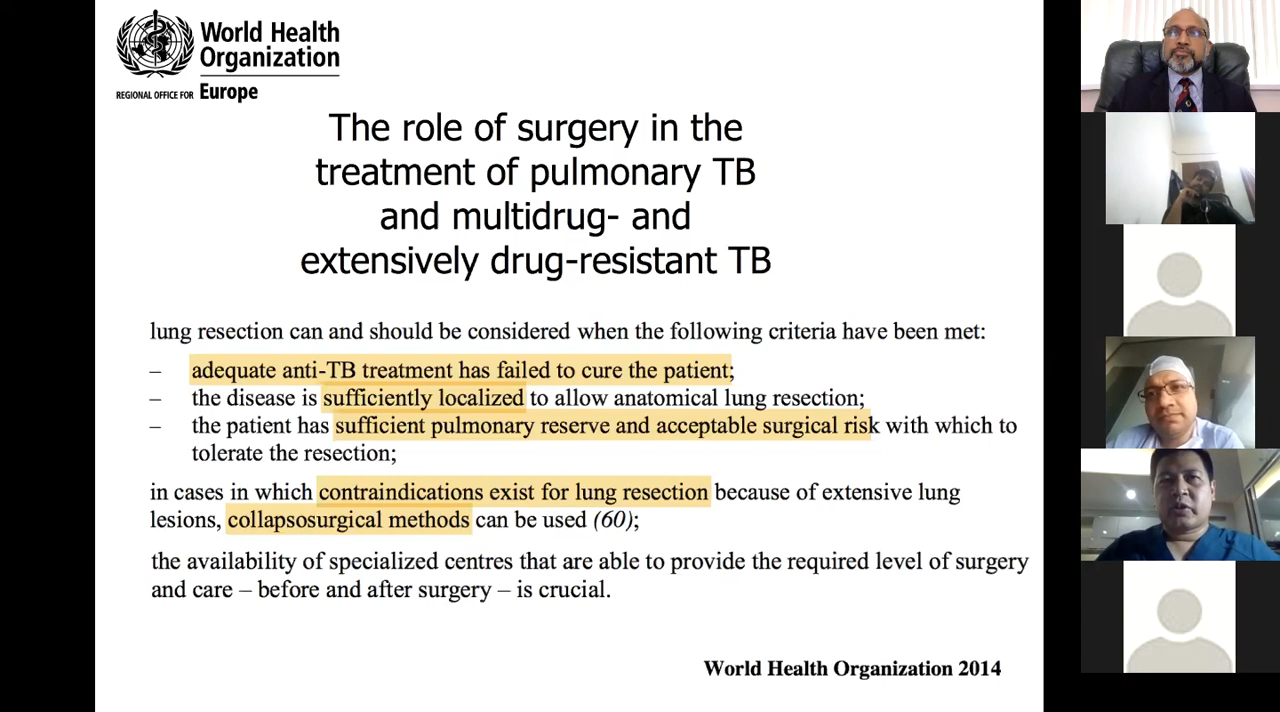 World Health
Organization
REGIONAL OFFICE FOR Europe
The role of surgery in the
treatment of pulmonary TB
and multidrug- and
extensively drug-resistant TB
lung resection can and should be considered when the following criteria have been met:
– adequate anti-TB treatment has failed to cure the patient;
– the disease is sufficiently localized to allow anatomical lung resection;
– the patient has sufficient pulmonary reserve and acceptable surgical risk with which to
tolerate the resection;
in cases in which contraindications exist for lung resection because of extensive lung
lesions, collapsosurgical methods can be used (60);
the availability of specialized centres that are able to provide the required level of surgery
and care – before and after surgery – is crucial.
World Health Organization 2014